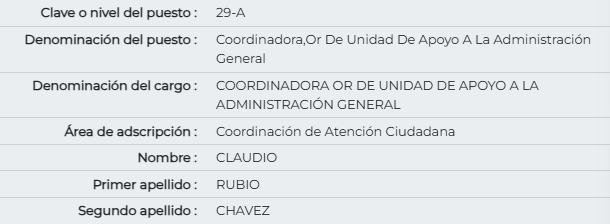 Clave o nivel del puesto : 29-A
Denominación del puesto : Coordinadora,Or De Unidad De Apoyo A La Administración
General
Denominación del cargo : COORDINADORA OR DE UNIDAD DE APOYO A LA
ADMINISTRACIÓN GENERAL
Área de adscripción : Coordinación de Atención Ciudadana
Nombre : CLAUDIO
Primer apellido : RUBIO
Segundo apellido : CHAVEZ